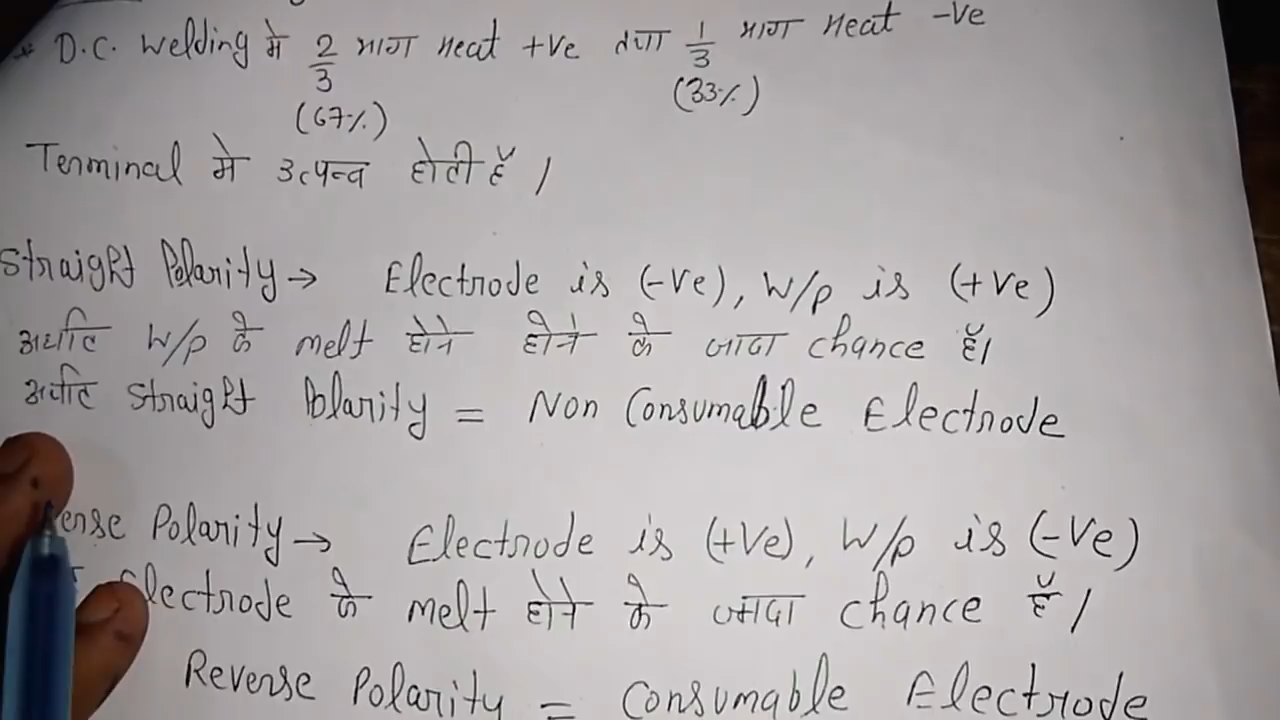 * D.C. Welding मे 2/3 भाग Heat +Ve तथा 1/3 भाग Heat -Ve
(67%) (33%)
Terminal मे उत्पन्न होती हैं।
Straight Polarity → Electrode is (-Ve), W/p is (+Ve)
अर्थात W/p के melt होने होने के जादा chance हैं।
अर्थात Straight Polarity = Non Consumable Electrode
Polarity → Electrode is (+Ve), W/p is (-Ve)
Electrode के melt होने के जादा chance हैं।
Reverse Polarity = Consumable Electrode